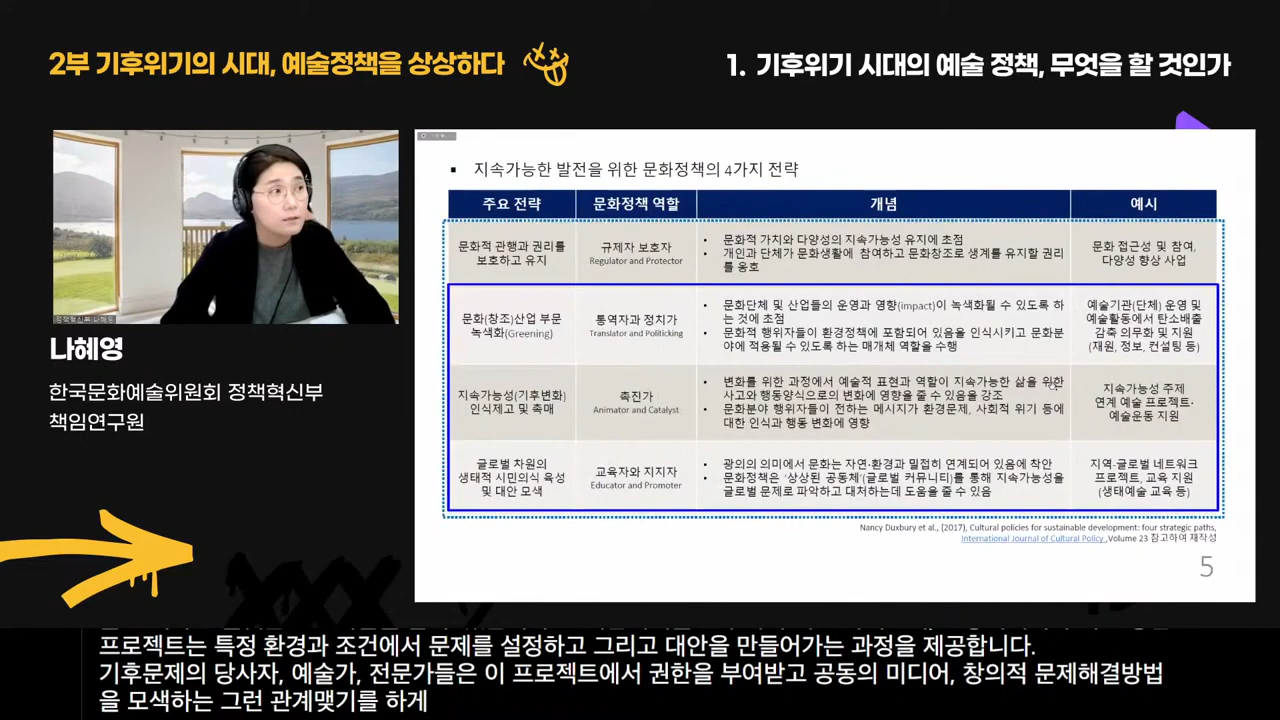 2부 기후위기의 시대, 예술정책을 상상하다
1. 기후위기 시대의 예술 정책, 무엇을 할 것인가
정책혁신부 나혜영
나혜영
한국문화예술위원회 정책혁신부
책임연구원
▪ 지속가능한 발전을 위한 문화정책의 4가지 전략
주요 전략 문화정책 역할 개념 예시
문화적 관행과 권리를
보호하고 유지
규제자 보호자
Regulator and Protector
• 문화적 가치와 다양성의 지속가능성 유지에 초점
• 개인과 단체가 문화생활에 참여하고 문화창조로 생계를 유지할 권리
를 옹호
문화 접근성 및 참여,
다양성 향상 사업
문화(창조)산업 부문
녹색화(Greening)
통역자과 정치가
Translator and Politicking
• 문화단체 및 산업들의 운영과 영향(impact)이 녹색화될 수 있도록 하
는 것에 초점
• 문화적 행위자들이 환경정책에 포함되어 있음을 인식시키고 문화분
야에 적용될 수 있도록 하는 매개체 역할을 수행
예술기관(단체) 운영 및
예술활동에서 탄소배출
감축 의무화 및 지원
(재원, 정보, 컨설팅 등)
지속가능성(기후변화)
인식제고 및 촉매
촉진가
Animator and Catalyst
• 변화를 위한 과정에서 예술적 표현과 역할이 지속가능한 삶을 위한
사고와 행동양식으로의 변화에 영향을 줄 수 있음을 강조
• 문화분야 행위자들이 전하는 메시지가 환경문제, 사회적 위기 등에
대한 인식과 행동 변화에 영향
지속가능성 주제
연계 예술 프로젝트·
예술운동 지원
글로벌 차원의
생태적 시민의식 육성
및 대안 모색
교육자와 지지자
Educator and Promoter
• 광의의 의미에서 문화는 자연·환경과 밀접히 연계되어 있음에 착안
• 문화정책은 '상상된 공동체'(글로벌 커뮤니티)를 통해 지속가능성을
글로벌 문제로 파악하고 대처하는데 도움을 줄 수 있음
지역-글로벌 네트워크
프로젝트, 교육 지원
(생태예술 교육 등)
Nancy Duxbury et al., (2017), Cultural policies for sustainable development: four strategic paths,
International Journal of Cultural Policy ,Volume 23 참고하여 재작성
5
프로젝트는 특정 환경과 조건에서 문제를 설정하고 그리고 대안을 만들어가는 과정을 제공합니다.
기후문제의 당사자, 예술가, 전문가들은 이 프로젝트에서 권한을 부여받고 공동의 미디어, 창의적 문제해결방법
을 모색하는 그런 관계맺기를 하게